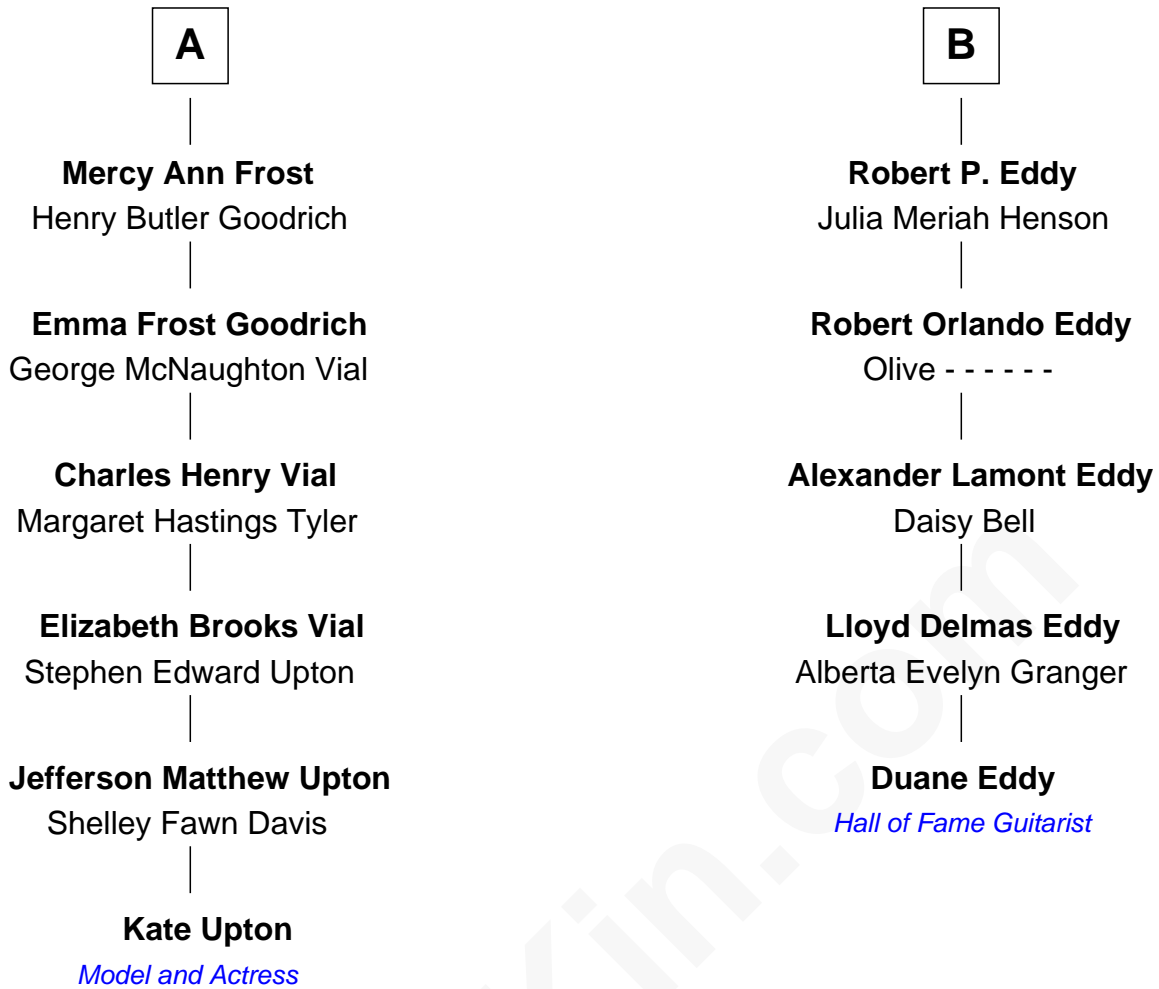 A
Mercy Ann Frost
Henry Butler Goodrich
Emma Frost Goodrich
George McNaughton Vial
Charles Henry Vial
Margaret Hastings Tyler
Elizabeth Brooks Vial
Stephen Edward Upton
Jefferson Matthew Upton
Shelley Fawn Davis
Kate Upton
Model and Actress
B
Robert P. Eddy
Julia Meriah Henson
Robert Orlando Eddy
Olive - - - - - -
Alexander Lamont Eddy
Daisy Bell
Lloyd Delmas Eddy
Alberta Evelyn Granger
Duane Eddy
Hall of Fame Guitarist
Kin.com